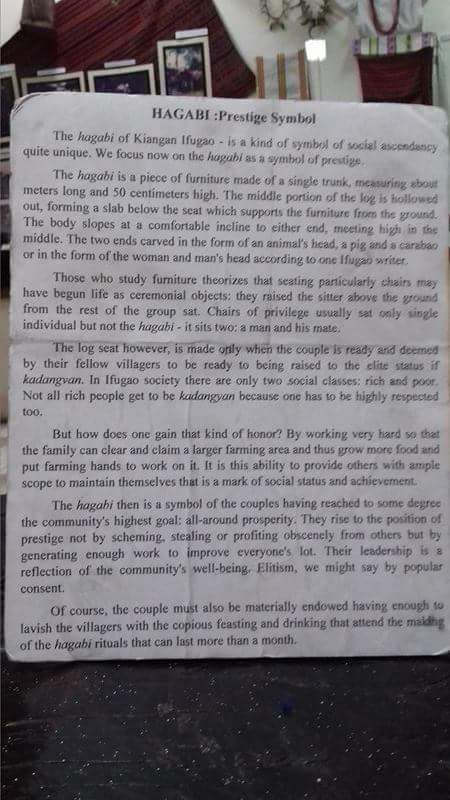 HAGABI :Prestige Symbol
The hagabi of Kiangan Ifugao - is a kind of symbol of social ascendancy
quite unique. We focus now on the hagabi as a symbol of prestige.
The hagabi is a piece of furniture made of a single trunk, measuring about
meters long and 50 centimeters high. The middle portion of the log is hollowed
out, forming a slab below the seat which supports the furniture from the ground.
The body slopes at a comfortable incline to either end, meeting high in the
middle. The two ends carved in the form of an animal's head, a pig and a carabao
or in the form of the woman and man's head according to one Ifugao writer.
Those who study furniture theorizes that seating particularly chairs may
have begun life as ceremonial objects: they raised the sitter above the ground
from the rest of the group sat. Chairs of privilege usually sat only single
individual but not the hagabi - it sits two: a man and his mate.
The log seat however, is made only when the couple is ready and deemed
by their fellow villagers to be ready to being raised to the elite status if
kadangyan. In Ifugao society there are only two social classes: rich and poor.
Not all rich people get to be kadangyan because one has to be highly respected
too.
But how does one gain that kind of honor? By working very hard so that
the family can clear and claim a larger farming area and thus grow more food and
put farming hands to work on it. It is this ability to provide others with ample
scope to maintain themselves that is a mark of social status and achievement.
The hagabi then is a symbol of the couples having reached to some degree
the community's highest goal: all-around prosperity. They rise to the position of
prestige not by scheming, stealing or profiting obscenely from others but by
generating enough work to improve everyone's lot. Their leadership is a
reflection of the community's well-being. Elitism, we might say by popular
consent.
Of course, the couple must also be materially endowed having enough to
lavish the villagers with the copious feasting and drinking that attend the making
of the hagabi rituals that can last more than a month.